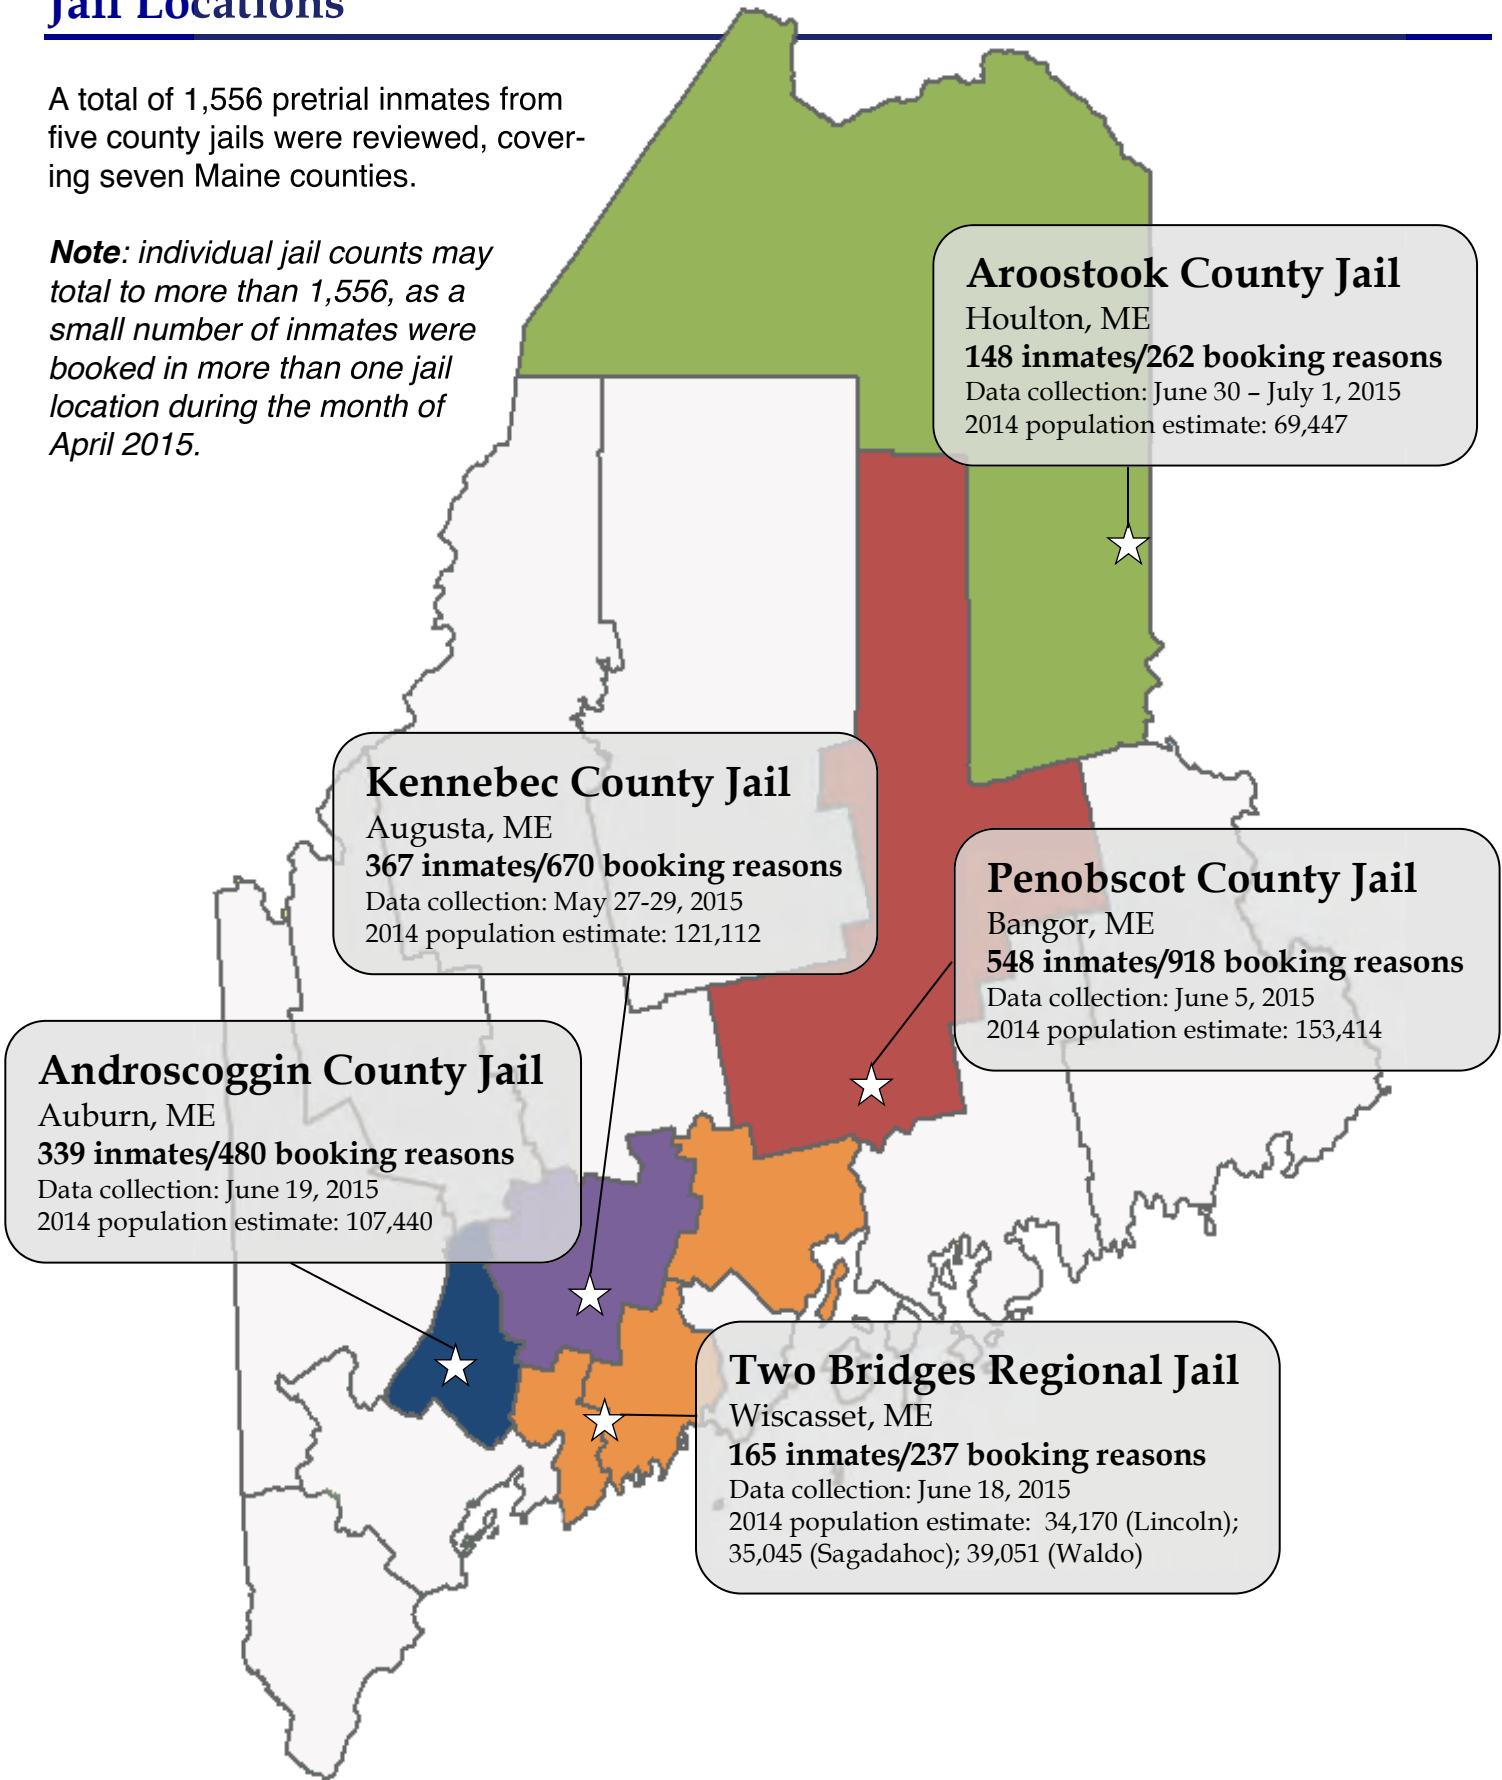 Jail Locations
A total of 1,556 pretrial inmates from
five county jails were reviewed, cover-
ing seven Maine counties.
Note: individual jail counts may
total to more than 1,556, as a
small number of inmates were
booked in more than one jail
location during the month of
April 2015.
Aroostook County Jail
Houlton, ME
148 inmates/262 booking reasons
Data collection: June 30 – July 1, 2015
2014 population estimate: 69,447
Kennebec County Jail
Augusta, ME
367 inmates/670 booking reasons
Data collection: May 27-29, 2015
2014 population estimate: 121,112
Penobscot County Jail
Bangor, ME
548 inmates/918 booking reasons
Data collection: June 5, 2015
2014 population estimate: 153,414
Androscoggin County Jail
Auburn, ME
339 inmates/480 booking reasons
Data collection: June 19, 2015
2014 population estimate: 107,440
Two Bridges Regional Jail
Wiscasset, ME
165 inmates/237 booking reasons
Data collection: June 18, 2015
2014 population estimate:  34,170 (Lincoln);
35,045 (Sagadahoc); 39,051 (Waldo)